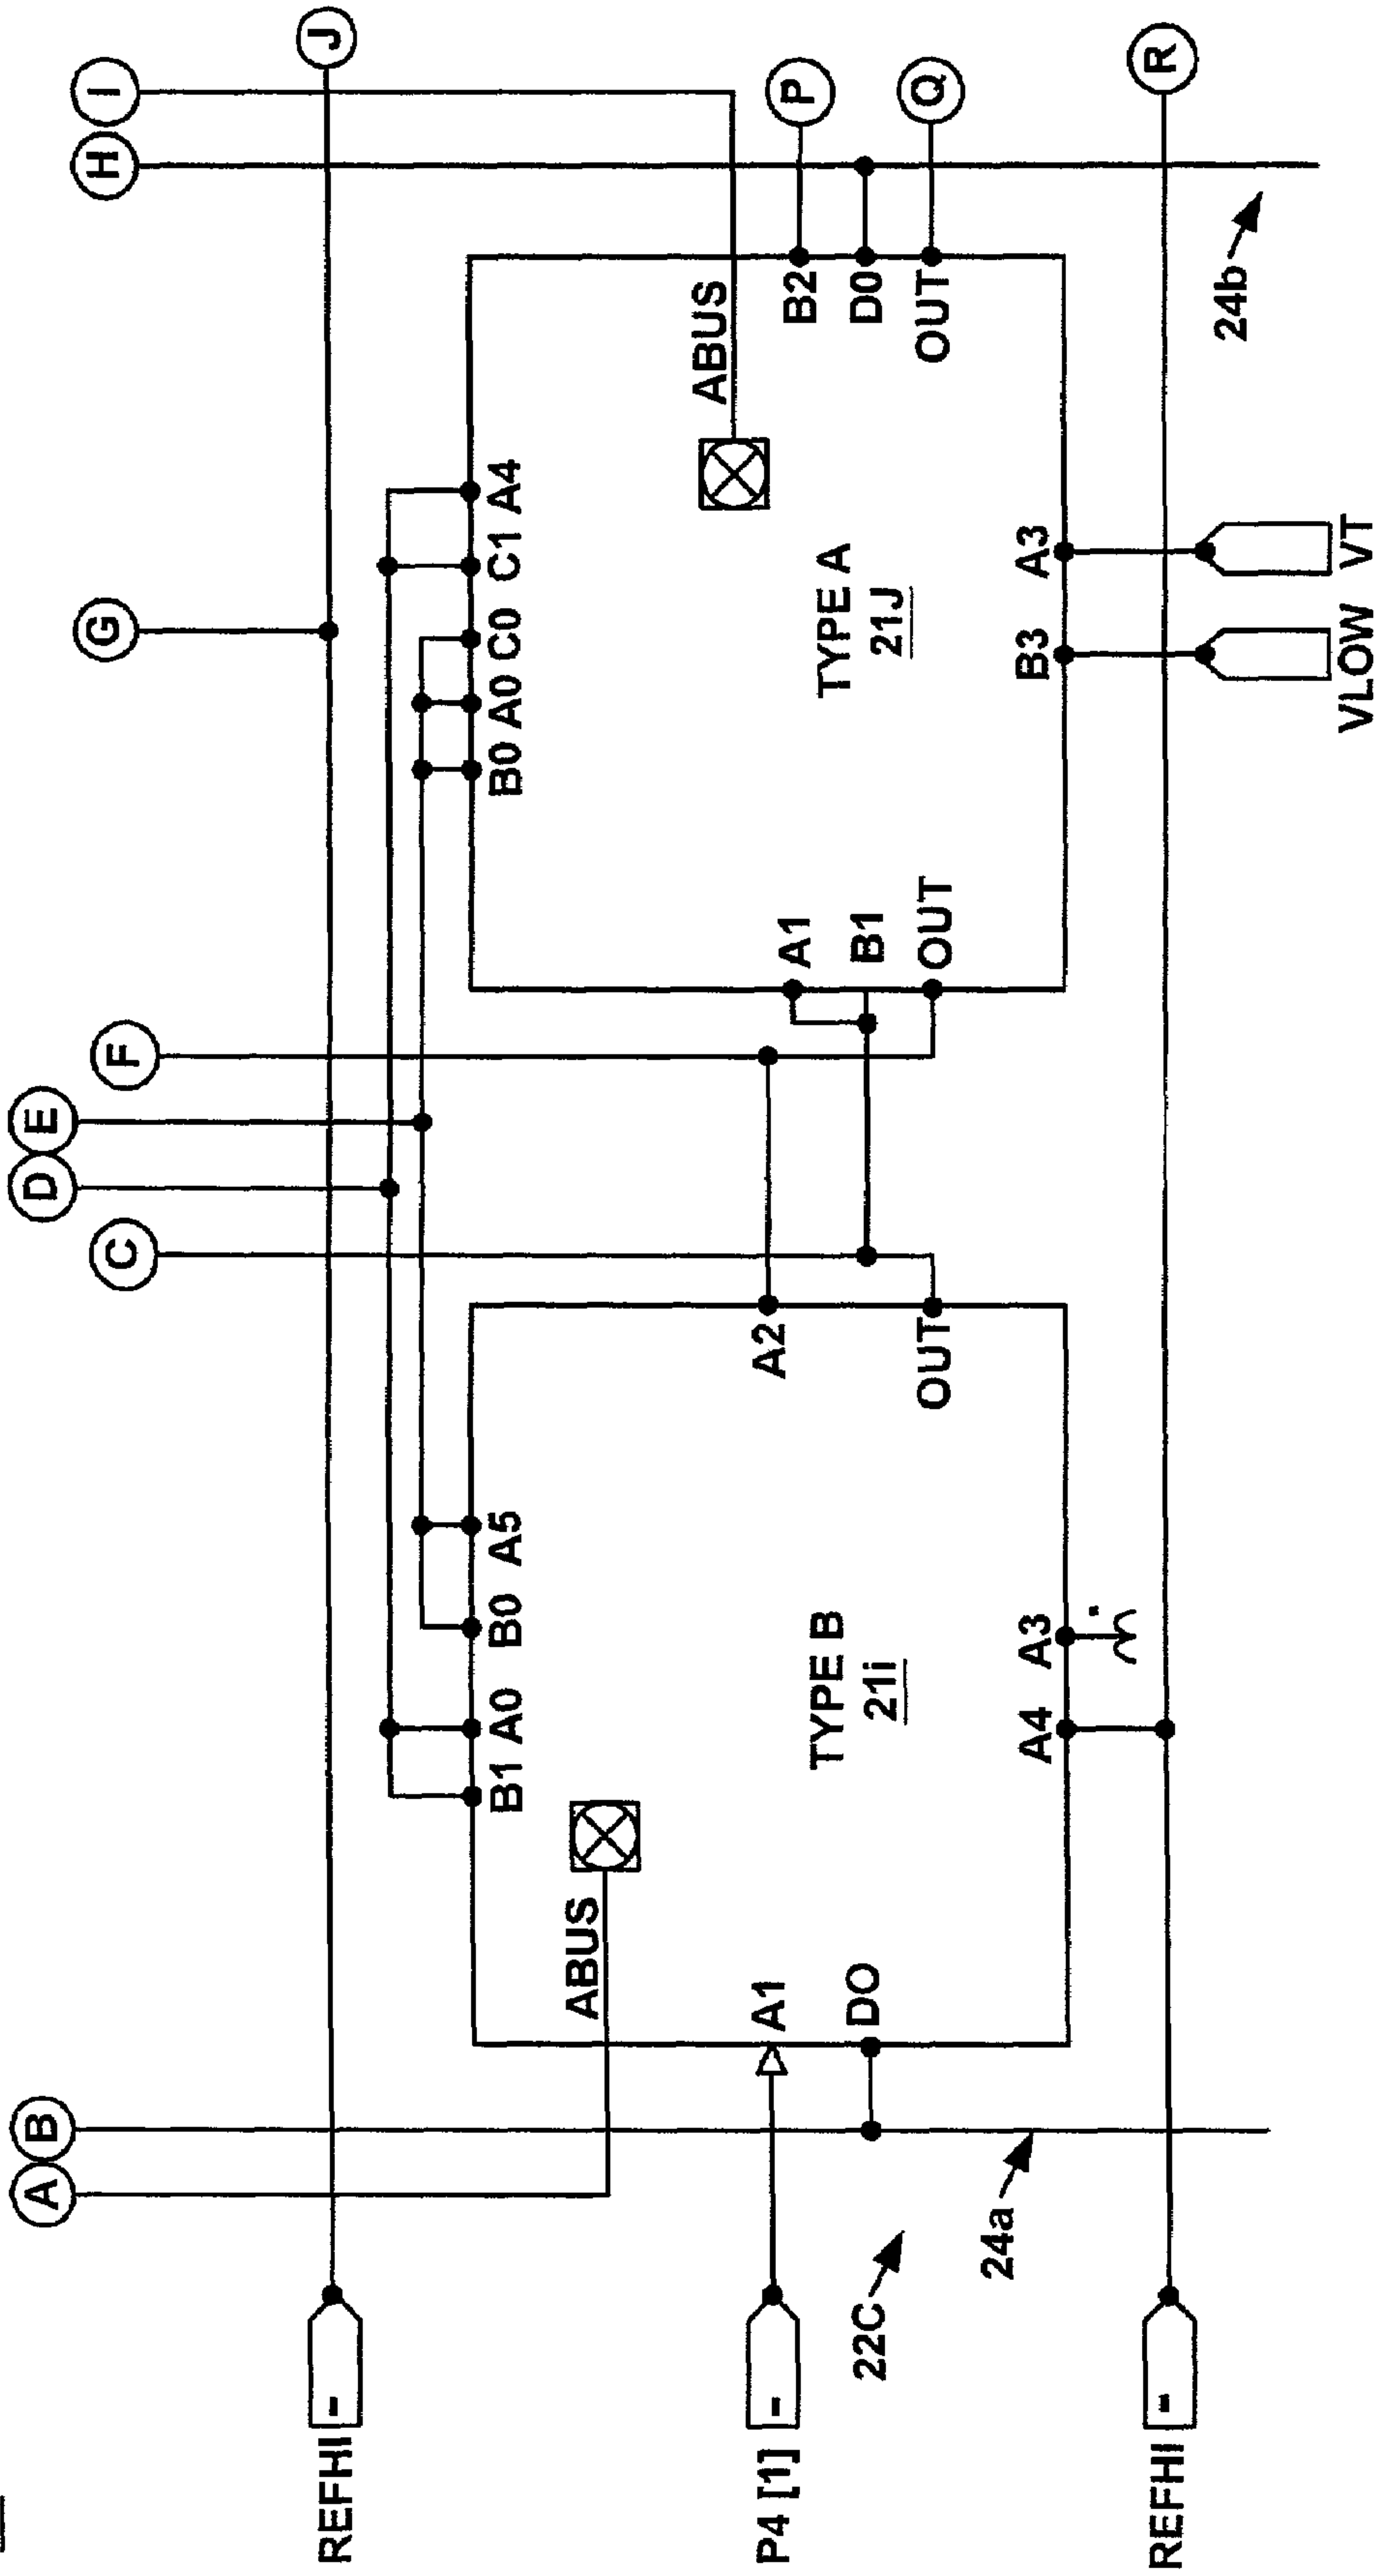 A
B
C
D
E
F
G
H
I
J
REFHI
-
B1 A0 B0 A5
B0 A0 C0 C1 A4
ABUS
ABUS
P4 [1]
-
A1
DO
A2
OUT
TYPE B
21i
A4 A3
A1
B1
OUT
TYPE A
21J
B3 A3
B2
D0
OUT
P
Q
22C
24a
REFHI
-
R
24b
VLOW VT